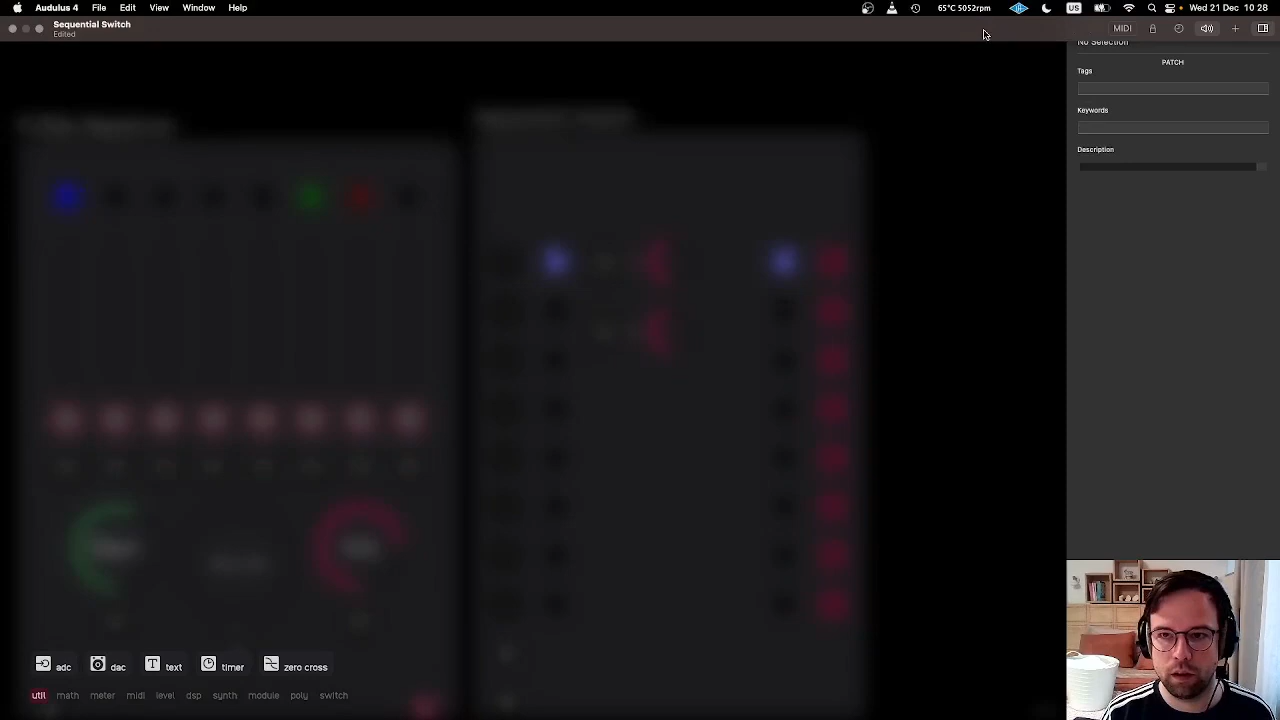 Audulus 4 File Edit View Window Help
65°C 5052rpm US Wed 21 Dec 10 28
Sequential Switch
Edited
MIDI
No Selection
PATCH
Tags
Keywords
Description
adc dac text timer zero cross
util math meter midi level dsp synth module poly switch